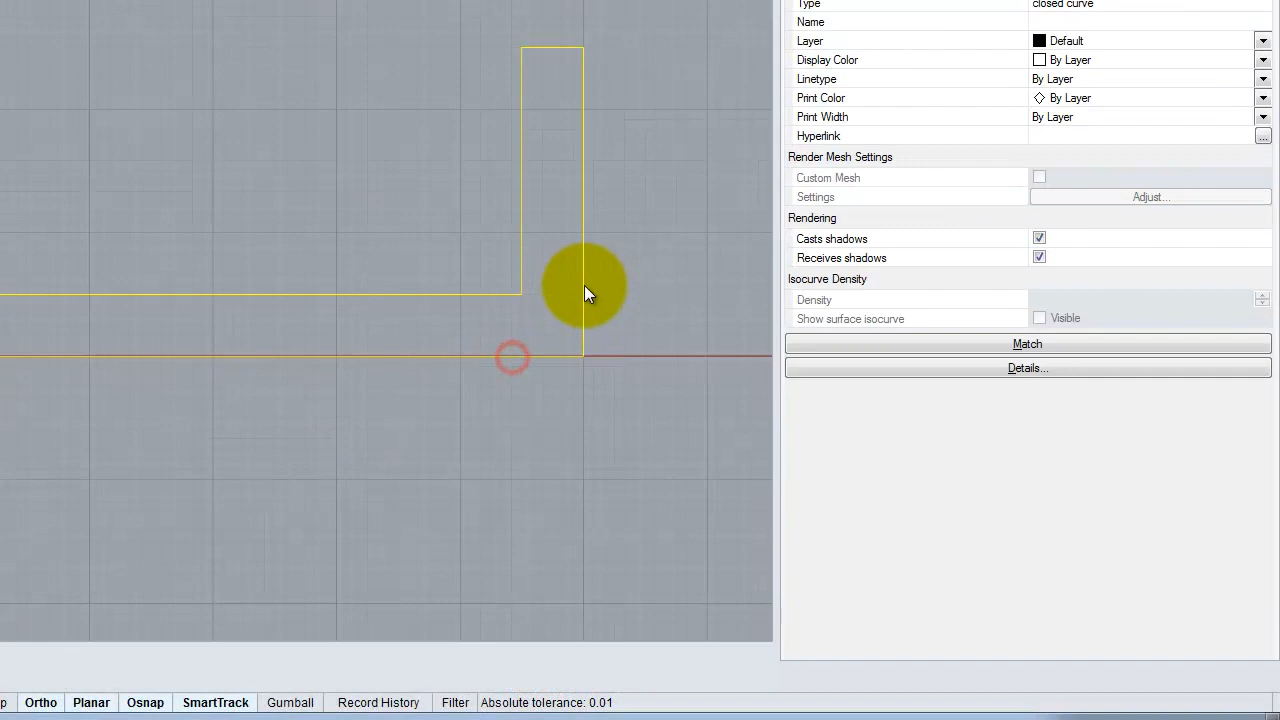 Type closed curve
Name
Layer Default
Display Color By Layer
Linetype By Layer
Print Color By Layer
Print Width By Layer
Hyperlink ...
Render Mesh Settings
Custom Mesh
Settings Adjust...
Rendering
Casts shadows
Receives shadows
Isocurve Density
Density
Show surface isocurve Visible
Match
Details...
p Ortho Planar Osnap SmartTrack Gumball Record History Filter Absolute tolerance: 0.01